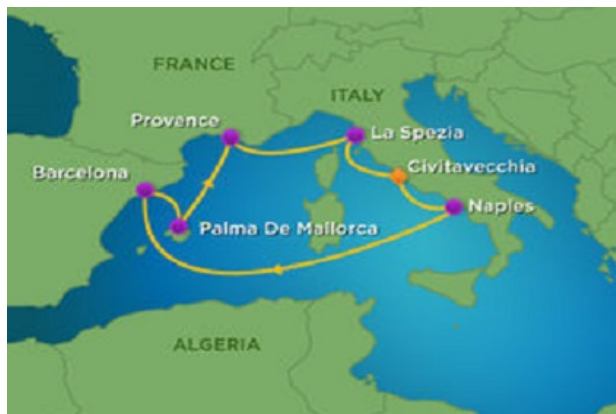 FRANCE
ITALY
Provence
La Spezia
Barcelona
Civitavecchia
Palma De Mallorca
Naples
ALGERIA